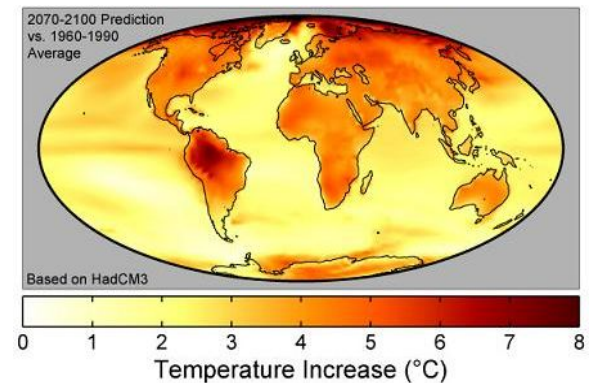 2070-2100 Prediction
vs. 1960-1990
Average
Based on HadCM3
0 1 2 3 4 5 6 7 8
Temperature Increase (°C)